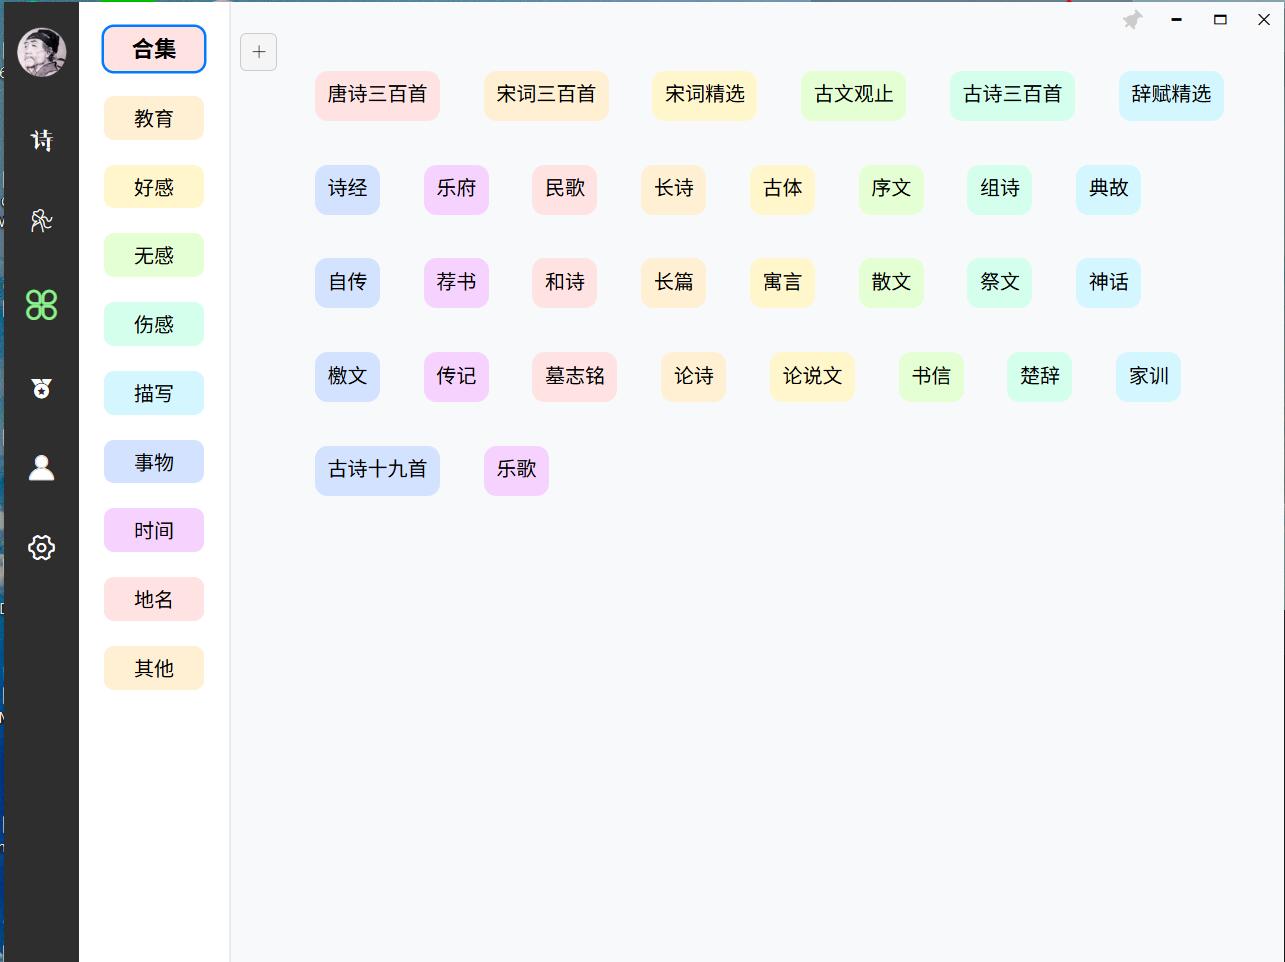 诗
合集
教育
好感
无感
伤感
描写
事物
时间
地名
其他
+
唐诗三百首 宋词三百首 宋词精选 古文观止 古诗三百首 辞赋精选
诗经 乐府 民歌 长诗 古体 序文 组诗 典故
自传 荐书 和诗 长篇 寓言 散文 祭文 神话
檄文 传记 墓志铭 论诗 论说文 书信 楚辞 家训
古诗十九首 乐歌